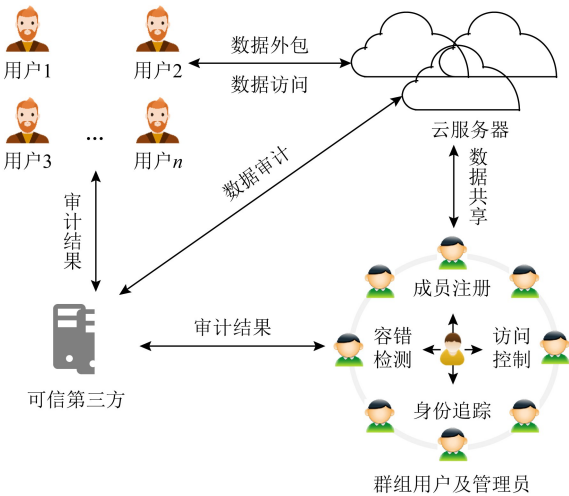 用户1
用户2
数据外包
数据访问
用户3
...
用户n
云服务器
数据审计
数据共享
审计结果
成员注册
审计结果
容错
检测
访问
控制
可信第三方
身份追踪
群组用户及管理员